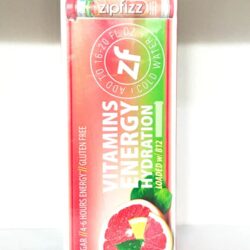 zipfizz
ADD TO 16-20 FL OZ
COLD WATER
zf
VITAMINS
ENERGY
HYDRATION
LOADED w/ B12
4-6 HOURS ENERGY // GLUTEN FREE